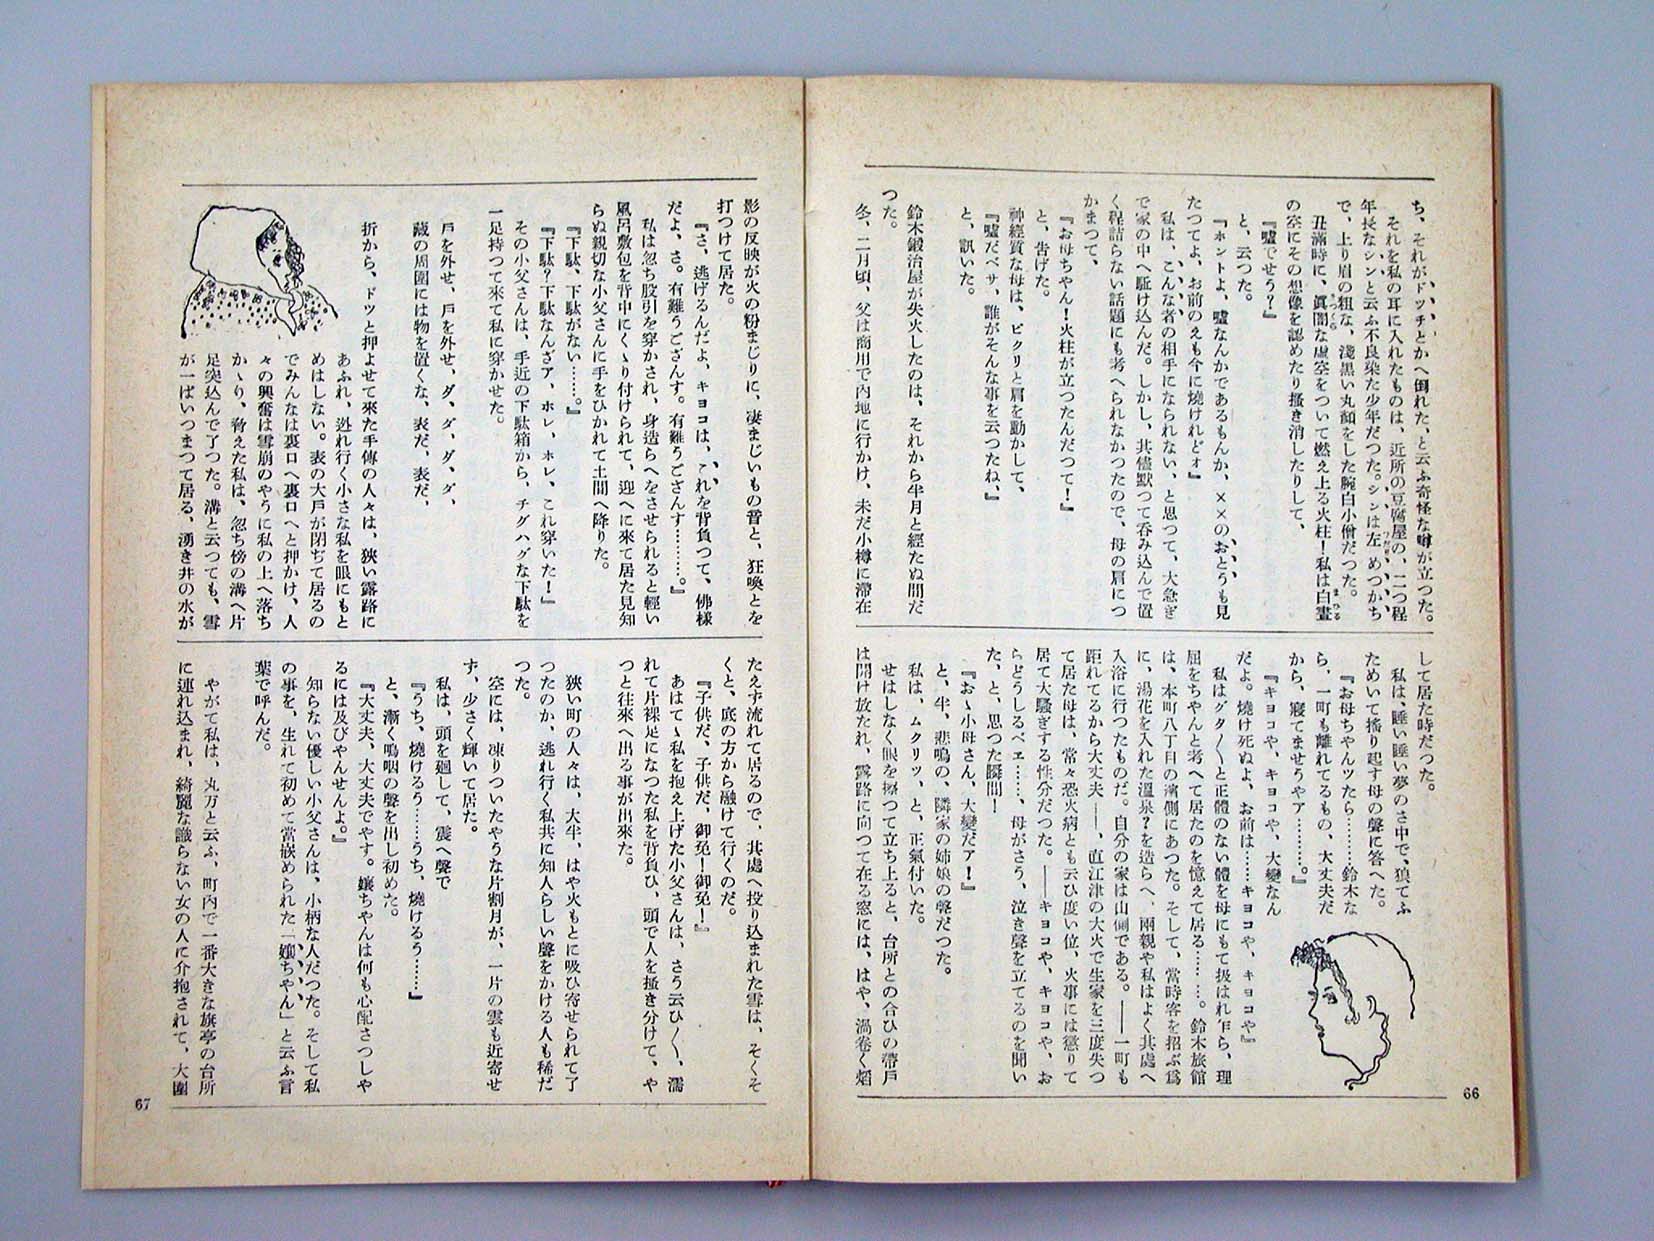 ち、それがドツチとかへ倒れた、と云ふ奇怪な噂が立つた。
それを私の耳に入れたものは、近所の豆腐屋の、二つ程
年長なシンと云ふ不良染た少年だつた。シンは左めつかち
で、上り眉の粗な、淺黒い丸顏をした腕白小僧だつた。
丑滿時に、眞闇な虚空をついて燃え上る火柱！私は白晝
の空にその想像を認めたり掻き消したりして、
『嘘でせう？』
と、云つた。
『ホントよ、嘘なんかであるもんか、××のおとうも見
たつてよ、お前のえも今に燒けれどォ』
私は、こんな者の相手になられない、と思つて、大急ぎ
で家の中へ駈け込んだ。しかし、其儘默つて呑み込んで置
く程詰らない話題にも考へられなかつたので、母の肩につ
かまつて、
『お母ちやん！火柱が立つたんだつて！』
と、告げた。
神經質な母は、ピクリと肩を動かして、
『嘘だべサ、誰がそんな事を云つたね、』
と、訊いた。
鈴木鍛治屋が失火したのは、それから半月と經たぬ間だ
つた。
冬、二月頃、父は商用で内地に行かけ、未だ小樽に滯在
して居た時だつた。
私は、睡い睡い夢のさ中で、狼てふ
ためいて搖り起す母の聲に答へた。
『お母ちやんツたら………鈴木な
ら、一町も離れてるもの、大丈夫だ
から、寢てませうやア………。』
『キヨコや、キヨコや、大變なん
だよ。燒け死ぬよ、お前は……キヨコや、キヨコや』
私はグタ〳〵と正體のない體を母にもて扱はれ乍ら、理
屈をちやんと考へて居たのを憶えて居る……。鈴木旅館
は、本町八丁目の濱側にあつた。そして、當時客を招ぶ爲
に、湯花を入れた温泉？を造らへ、兩親や私はよく其處へ
入浴に行つたものだ。自分の家は山側である。――一町も
距れてるから大丈夫――、直江津の大火で生家を三度失つ
て居た母は、常々恐火病とも云ひ度い位、火事には懲りて
居て大騷ぎする性分だつた。――キヨコや、キヨコや、お
らどうしるべエ……、母がさう、泣き聲を立てるのを聞い
た、と、思つた瞬間！
『おゝ小母さん、大變だア！』
と、半、悲鳴の、隣家の姉娘の聲だつた。
私は、ムクリツ、と、正氣付いた。
せはしなく眼を擦つて立ち上ると、台所との合ひの帶戸
は開け放たれ、露路に向つて在る窓には、はや、渦卷く焰
66
影の反映が火の粉まじりに、凄まじいもの音と、狂喚とを
打つけて居た。
『さ、逃げるんだよ、キヨコは、これを背負つて、佛樣
だよ、さ。有難うござんす。有難うござんす………。』
私は忽ち股引を穿かされ、身造らへをさせられると輕い
風呂敷包を背中にくゝり付けられて、迎へに來て居た見知
らぬ親切な小父さんに手をひかれて土間へ降りた。
『下駄、下駄がない……。』
『下駄？下駄なんざア、ホレ、ホレ、これ穿いた！』
その小父さんは、手近の下駄箱から、チグハグな下駄を
一足持つて來て私に穿かせた。
戸を外せ、戸を外せ、ダ、ダ、ダ、ダ、
藏の周圍には物を置くな、表だ、表だ、
折から、ドツと押よせて來た手傳の人々は、狹い露路に
あふれ、迯れ行く小さな私を眼にもと
めはしない。表の大戸が閉ぢて居るの
でみんなは裏口へ裏口へと押かけ、人
々の興奮は雪崩のやうに私の上へ落ち
かゝり、脅えた私は、忽ち傍の溝へ片
足突込んで了つた。溝と云つても、雪
が一ぱいつまつて居る、湧き井の水が
たえず流れて居るので、其處へ投り込まれた雪は、そくそ
くと、底の方から融けて行くのだ。
『子供だ、子供だ、御免！御免！』
あはてゝ私を抱え上げた小父さんは、さう云ひ〳〵、濡
れて片裸足になつた私を背負ひ、頭で人を掻き分けて、や
つと往來へ出る事が出來た。
狹い町の人々は、大半、はや火もとに吸ひ寄せられて了
つたのか、逃れ行く私共に知人らしい聲をかける人も稀だ
つた。
空には、凍りついたやうな片割月が、一片の雲も近寄せ
ず、少さく輝いて居た。
私は、頭を廻して、震へ聲で
『うち、燒けるう……うち、燒けるう……』
と、漸く嗚咽の聲を出し初めた。
『大丈夫、大丈夫でやす。孃ちやんは何も心配さつしや
るには及びやんせんよ。』
知らない優しい小父さんは、小柄な人だつた。そして私
の事を、生れて初めて當嵌められた「孃ちやん」と云ふ言
葉で呼んだ。
やがて私は、丸万と云ふ、町内で一番大きな旗亭の台所
に連れ込まれ、綺麗な識らない女の人に介抱されて、大圍
67